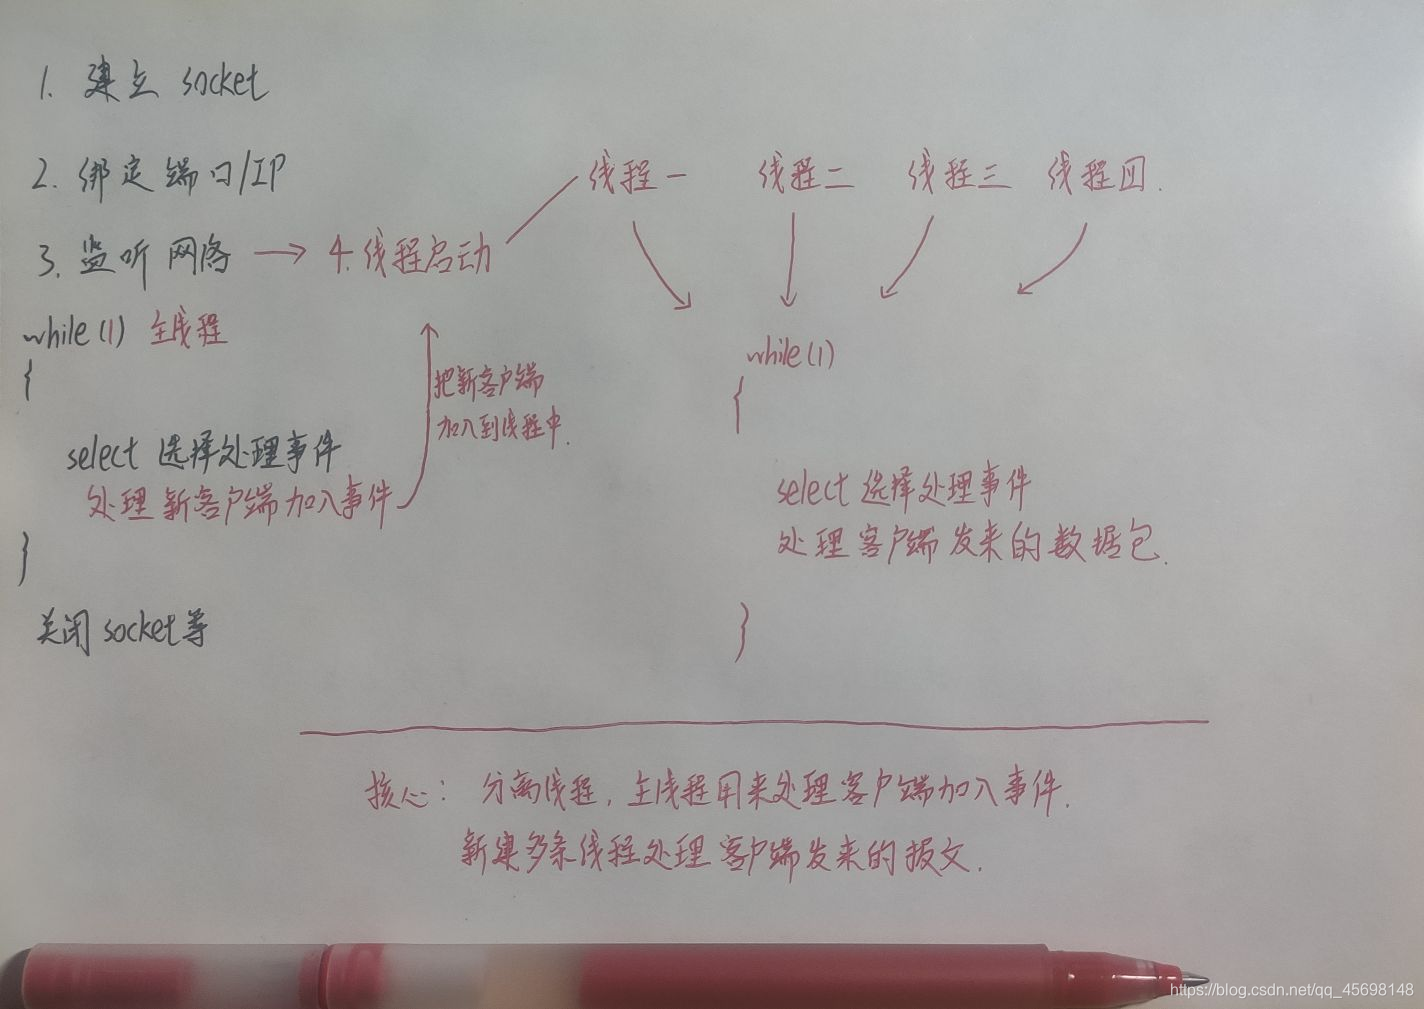 1. 建立 socket
2. 绑定端口/IP
3. 监听网络 → 4. 线程启动
线程一 线程二 线程三 线程四.
while(1) 主线程
{
select 选择处理事件
处理新客户端加入事件
}
关闭 socket等
把新客户端
加入到线程中.
while(1)
{
select 选择处理事件
处理客户端发来的数据包.
}
核心: 分离线程, 主线程用来处理客户端加入事件.
新建多条线程处理客户端发来的报文.
https://blog.csdn.net/qq_45698148